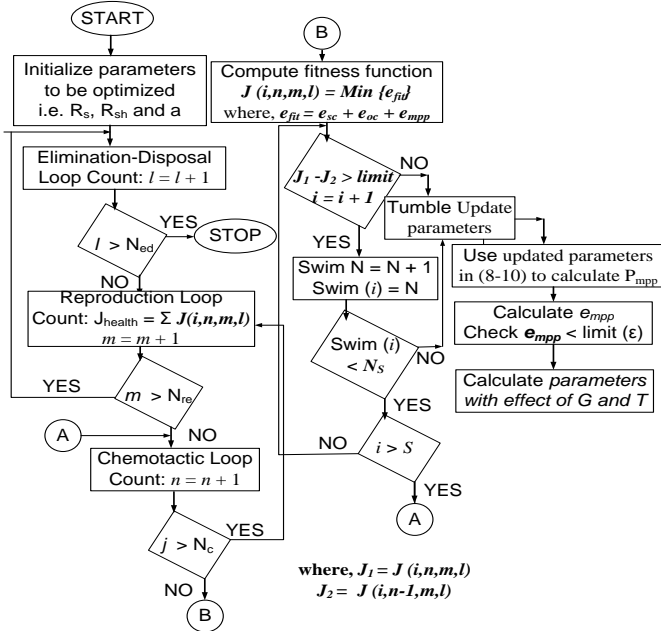 START
Initialize parameters
to be optimized
i.e. Rs, Rsh and a
Elimination-Disposal
Loop Count: l = l + 1
l > Ned
YES
STOP
NO
Reproduction Loop
Count: Jhealth = Σ J(i,n,m,l)
m = m + 1
YES
m > Nre
A
NO
Chemotactic Loop
Count: n = n + 1
j > Nc
YES
NO
B
B
Compute fitness function
J (i,n,m,l) = Min {efit}
where, efit = esc + eoc + empp
J1 -J2 > limit
i = i + 1
NO
YES
Tumble Update
parameters
Swim N = N + 1
Swim (i) = N
Use updated parameters
in (8-10) to calculate Pmpp
Swim (i)
< NS
NO
Calculate empp
Check empp < limit (ε)
YES
Calculate parameters
with effect of G and T
NO
i > S
YES
A
where, J1 = J (i,n,m,l)
J2 = J (i,n-1,m,l)